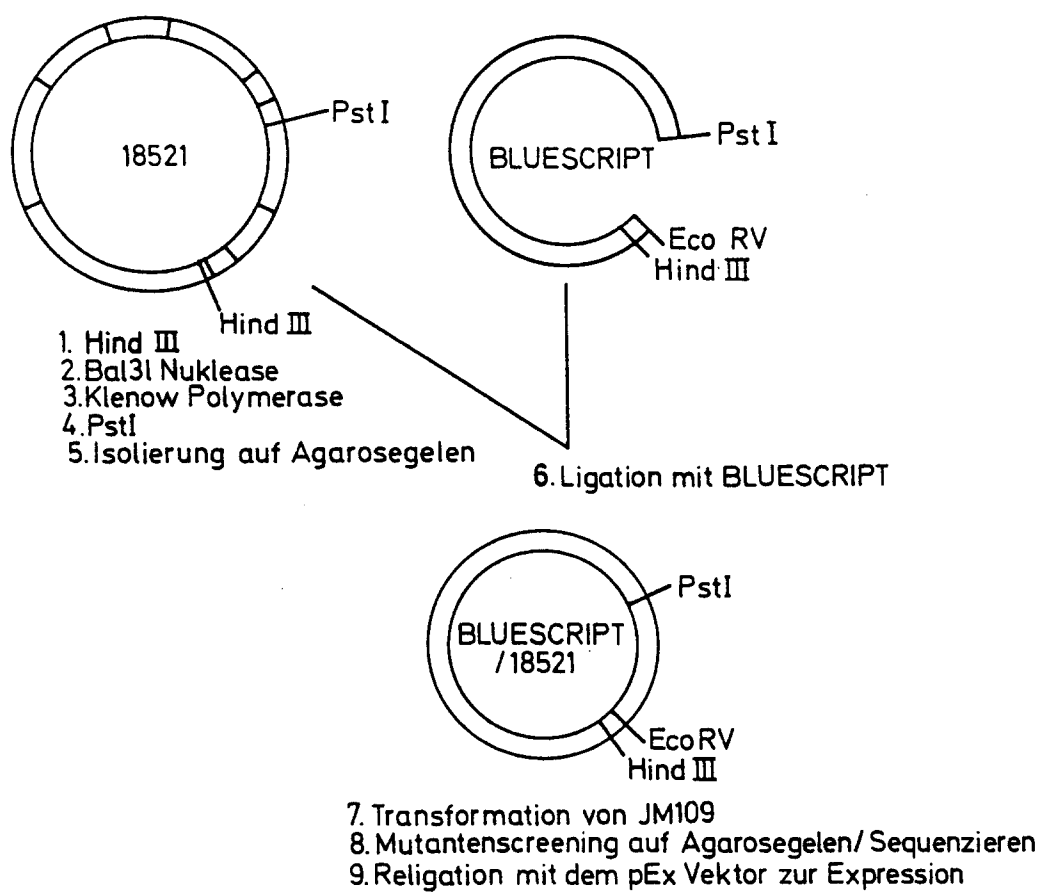 18521
Pst I
Hind III
BLUESCRIPT
Pst I
Eco RV
Hind III
1. Hind III
2. Bal31 Nuklease
3. Klenow Polymerase
4. PstI
5. Isolierung auf Agarosegelen
6. Ligation mit BLUESCRIPT
BLUESCRIPT
/18521
PstI
EcoRV
Hind III
7. Transformation von JM109
8. Mutantenscreening auf Agarosegelen/Sequenzieren
9. Religation mit dem pEx Vektor zur Expression